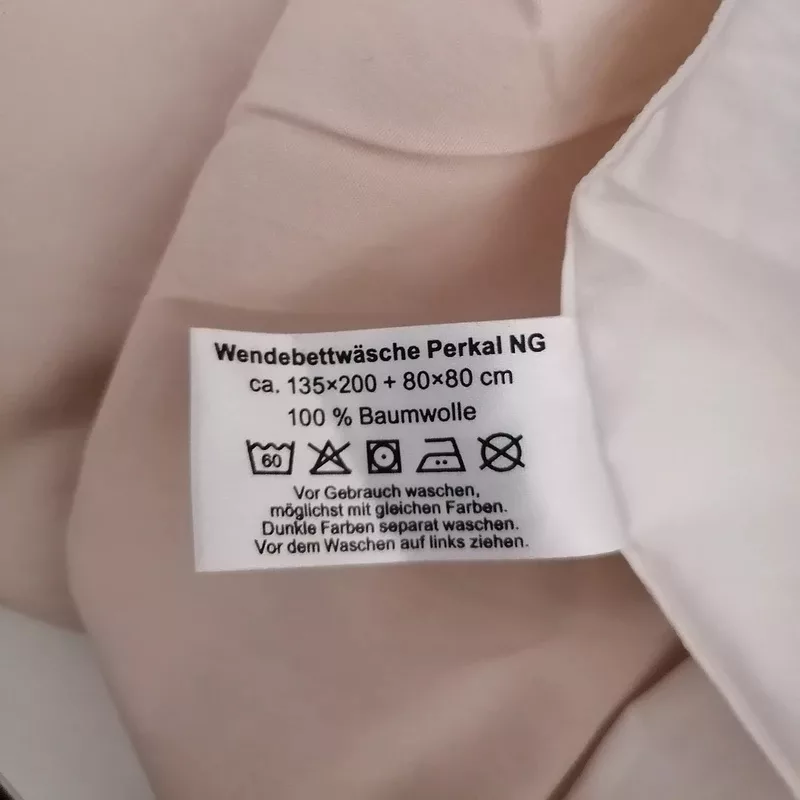 Wendebettwäsche Perkal NG
ca. 135×200 + 80×80 cm
100 % Baumwolle
60
Vor Gebrauch waschen,
möglichst mit gleichen Farben.
Dunkle Farben separat waschen.
Vor dem Waschen auf links ziehen.